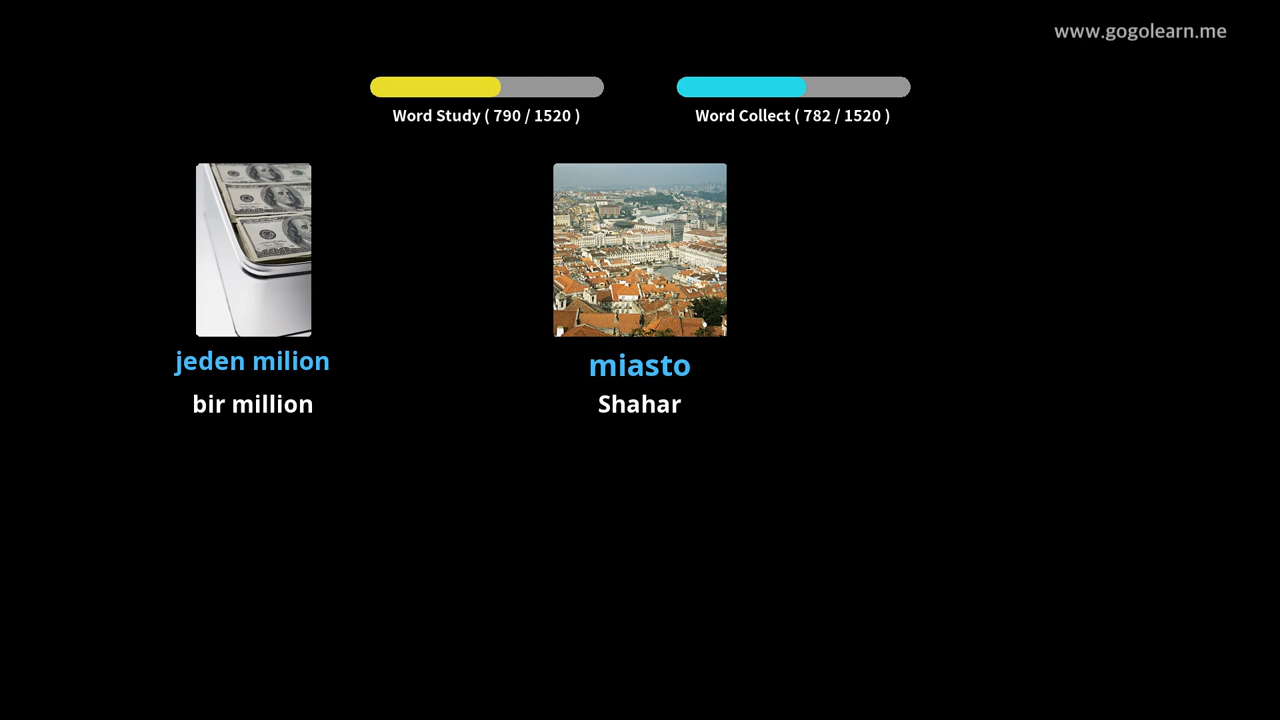 www.gogolearn.me
Word Study ( 790 / 1520 )
Word Collect ( 782 / 1520 )
jeden milion
bir million
miasto
Shahar